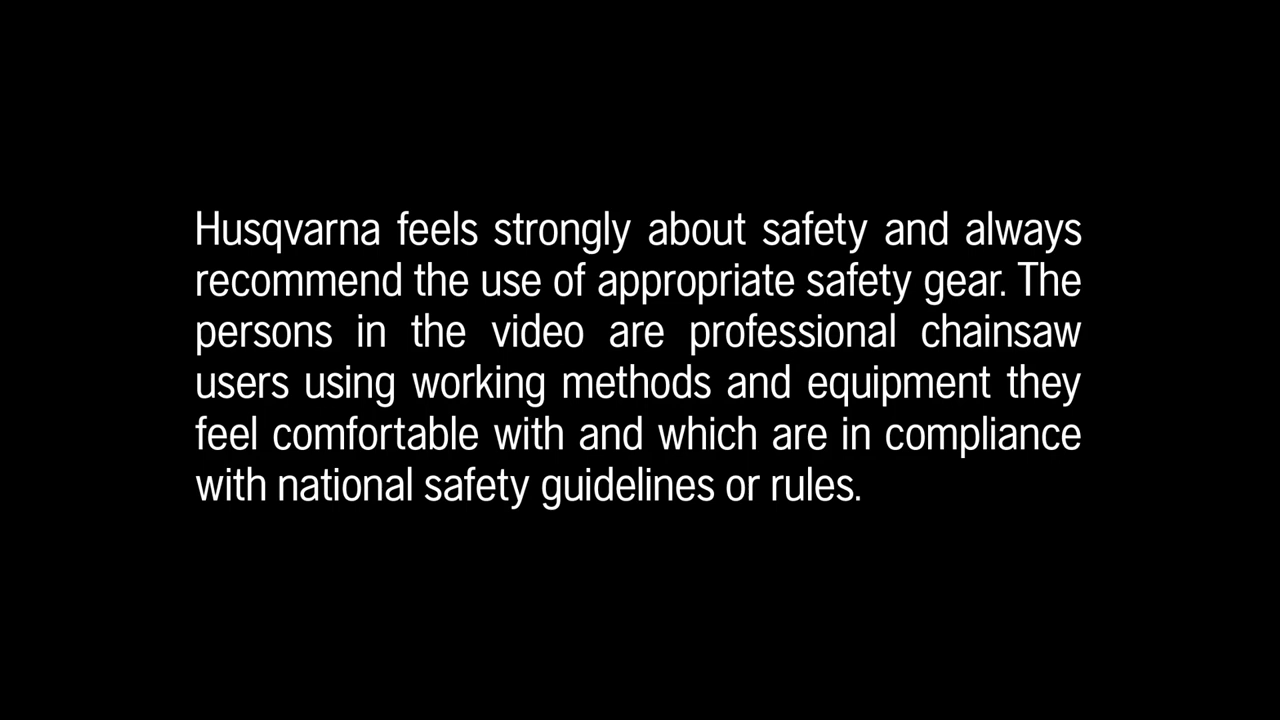 Husqvarna feels strongly about safety and always
recommend the use of appropriate safety gear. The
persons in the video are professional chainsaw
users using working methods and equipment they
feel comfortable with and which are in compliance
with national safety guidelines or rules.